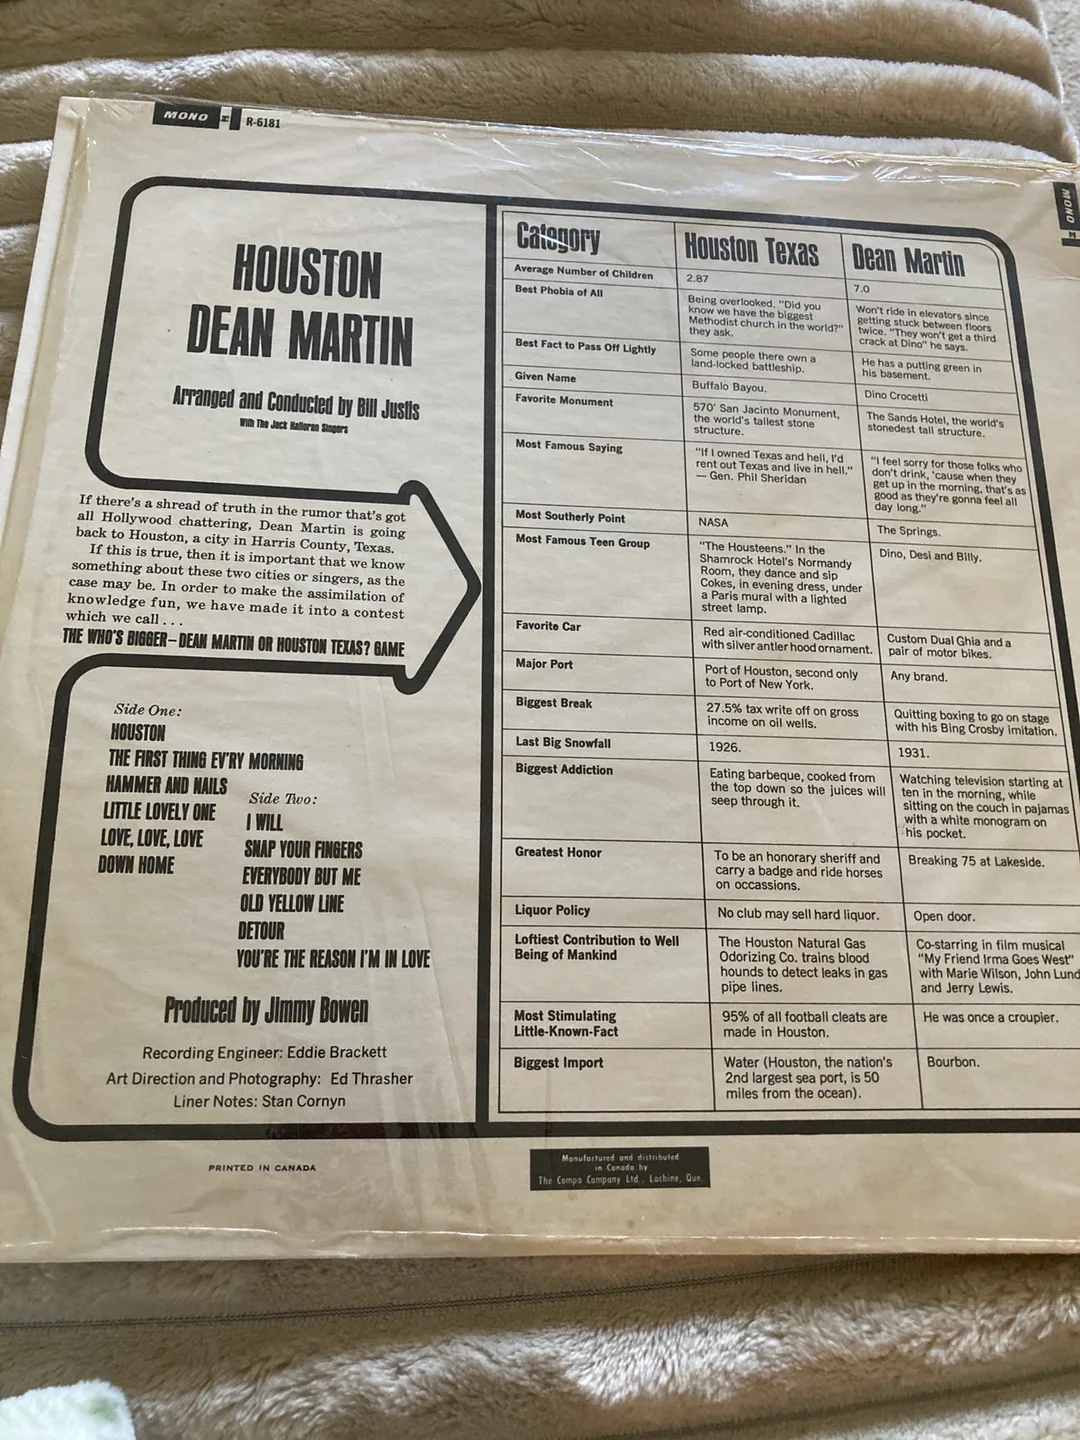 MONO R-6181
MONO
HOUSTON
DEAN MARTIN
Arranged and Conducted by Bill Justis
With The Jack Halloran Singers
If there's a shred of truth in the rumor that's got
all Hollywood chattering, Dean Martin is going
back to Houston, a city in Harris County, Texas.
If this is true, then it is important that we know
something about these two cities or singers, as the
case may be. In order to make the assimilation of
knowledge fun, we have made it into a contest
which we call . . .
THE WHO'S BIGGER—DEAN MARTIN OR HOUSTON TEXAS? GAME
Side One:
HOUSTON
THE FIRST THING EV'RY MORNING
HAMMER AND NAILS
LITTLE LOVELY ONE
LOVE, LOVE, LOVE
DOWN HOME
Side Two:
I WILL
SNAP YOUR FINGERS
EVERYBODY BUT ME
OLD YELLOW LINE
DETOUR
YOU'RE THE REASON I'M IN LOVE
Produced by Jimmy Bowen
Recording Engineer: Eddie Brackett
Art Direction and Photography: Ed Thrasher
Liner Notes: Stan Cornyn
Category
Houston Texas
Dean Martin
Average Number of Children
2.87
7.0
Best Phobia of All
Being overlooked. "Did you
know we have the biggest
Methodist church in the world?"
they ask.
Won't ride in elevators since
getting stuck between floors
twice. "They won't get a third
crack at Dino" he says.
Best Fact to Pass Off Lightly
Some people there own a
land-locked battleship.
He has a putting green in
his basement.
Given Name
Buffalo Bayou.
Dino Crocetti
Favorite Monument
570' San Jacinto Monument,
the world's tallest stone
structure.
The Sands Hotel, the world's
stonedest tall structure.
Most Famous Saying
"If I owned Texas and hell, I'd
rent out Texas and live in hell."
— Gen. Phil Sheridan
"I feel sorry for those folks who
don't drink, 'cause when they
get up in the morning, that's as
good as they're gonna feel all
day long."
Most Southerly Point
NASA
The Springs.
Most Famous Teen Group
"The Housteens." In the
Shamrock Hotel's Normandy
Room, they dance and sip
Cokes, in evening dress, under
a Paris mural with a lighted
street lamp.
Dino, Desi and Billy.
Favorite Car
Red air-conditioned Cadillac
with silver antler hood ornament.
Custom Dual Ghia and a
pair of motor bikes.
Major Port
Port of Houston, second only
to Port of New York.
Any brand.
Biggest Break
27.5% tax write off on gross
income on oil wells.
Quitting boxing to go on stage
with his Bing Crosby imitation.
Last Big Snowfall
1926.
1931.
Biggest Addiction
Eating barbeque, cooked from
the top down so the juices will
seep through it.
Watching television starting at
ten in the morning, while
sitting on the couch in pajamas
with a white monogram on
his pocket.
Greatest Honor
To be an honorary sheriff and
carry a badge and ride horses
on occassions.
Breaking 75 at Lakeside.
Liquor Policy
No club may sell hard liquor.
Open door.
Loftiest Contribution to Well
Being of Mankind
The Houston Natural Gas
Odorizing Co. trains blood
hounds to detect leaks in gas
pipe lines.
Co-starring in film musical
"My Friend Irma Goes West"
with Marie Wilson, John Lund
and Jerry Lewis.
Most Stimulating
Little-Known-Fact
95% of all football cleats are
made in Houston.
He was once a croupier.
Biggest Import
Water (Houston, the nation's
2nd largest sea port, is 50
miles from the ocean).
Bourbon.
PRINTED IN CANADA
Manufactured and distributed
in Canada by
The Compo Company Ltd., Lachine, Que.